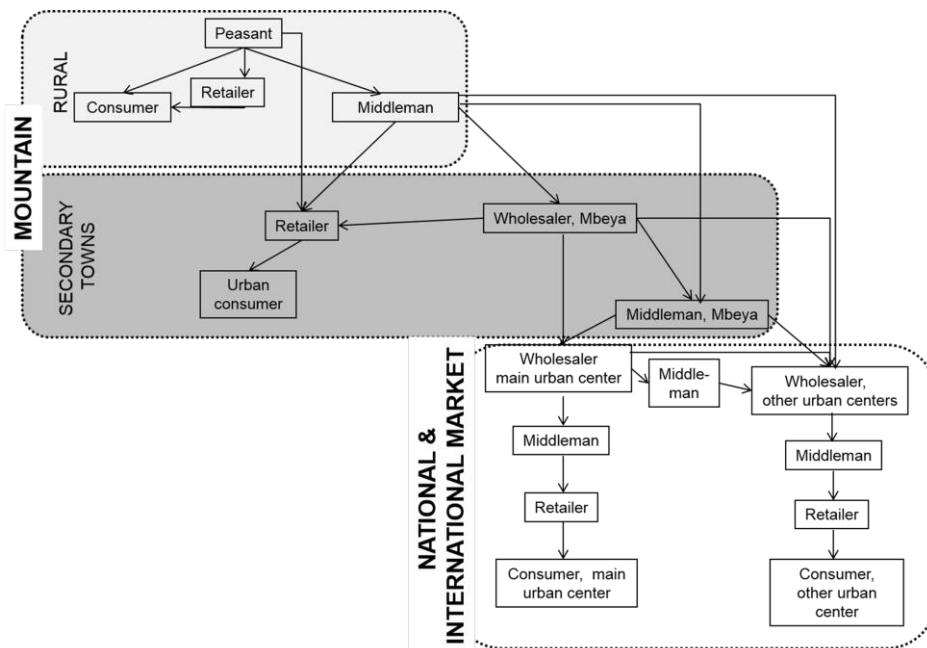 MOUNTAIN
RURAL
Peasant
Retailer
Consumer
Middleman
SECONDARY
TOWNS
Retailer
Wholesaler, Mbeya
Urban
consumer
Middleman, Mbeya
NATIONAL &
INTERNATIONAL MARKET
Wholesaler
main urban center
Middle-
man
Wholesaler,
other urban centers
Middleman
Middleman
Retailer
Retailer
Consumer, main
urban center
Consumer,
other urban
center